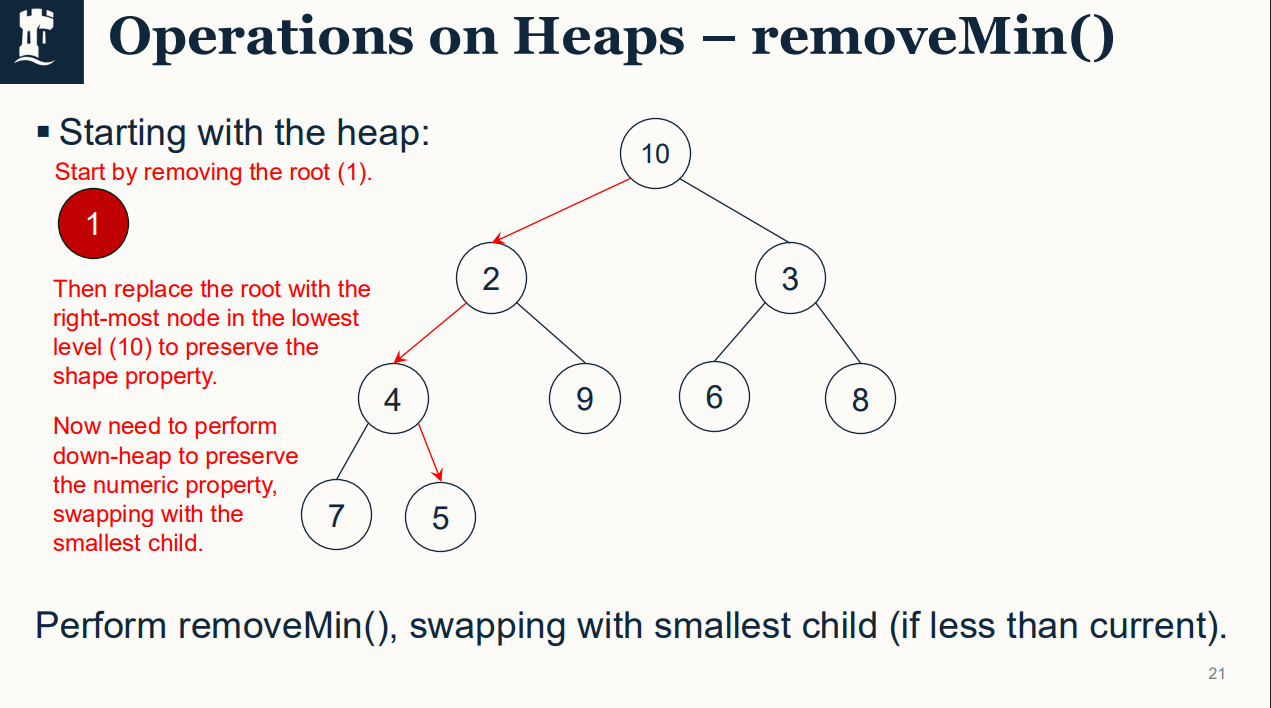 Operations on Heaps – removeMin()
▪ Starting with the heap:
Start by removing the root (1).
1
Then replace the root with the
right-most node in the lowest
level (10) to preserve the
shape property.
Now need to perform
down-heap to preserve
the numeric property,
swapping with the
smallest child.
10
2
3
4
9
6
8
7
5
Perform removeMin(), swapping with smallest child (if less than current).
21